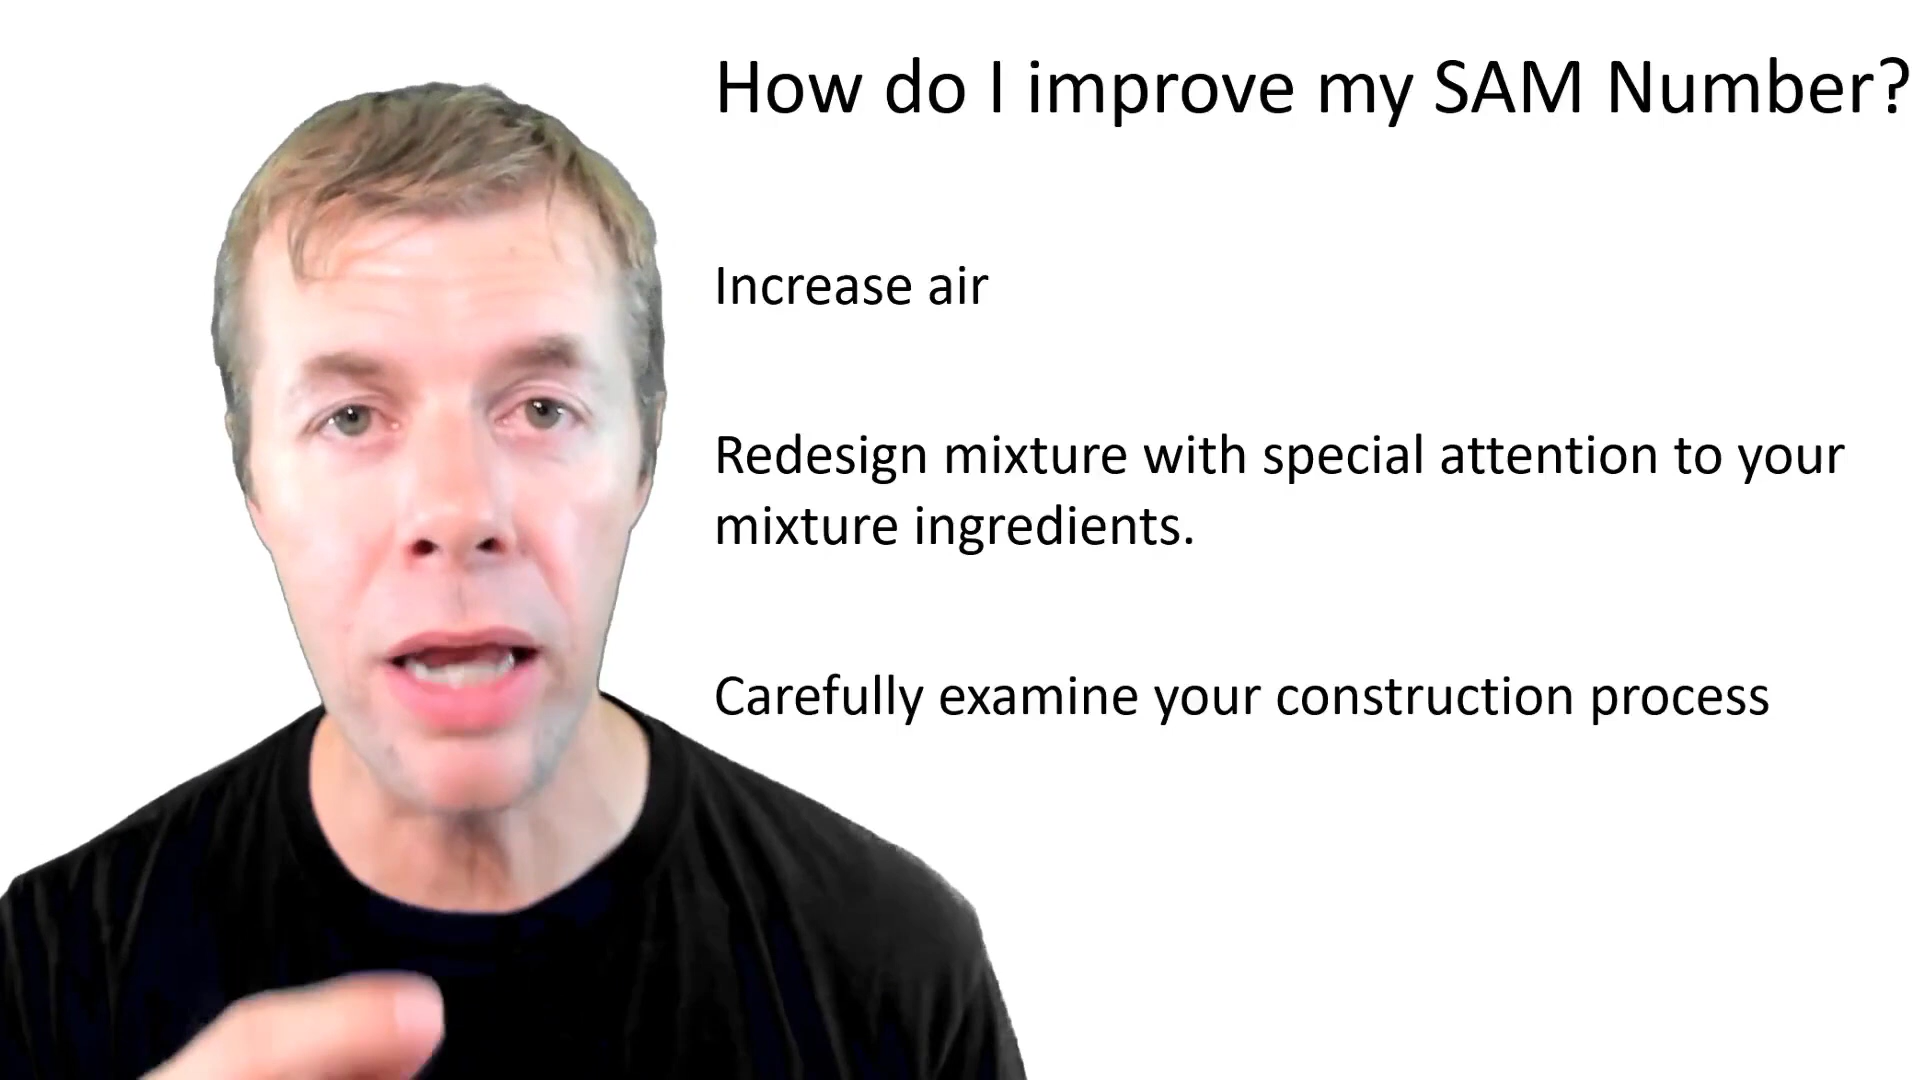 How do I improve my SAM Number?
Increase air
Redesign mixture with special attention to your
mixture ingredients.
Carefully examine your construction process